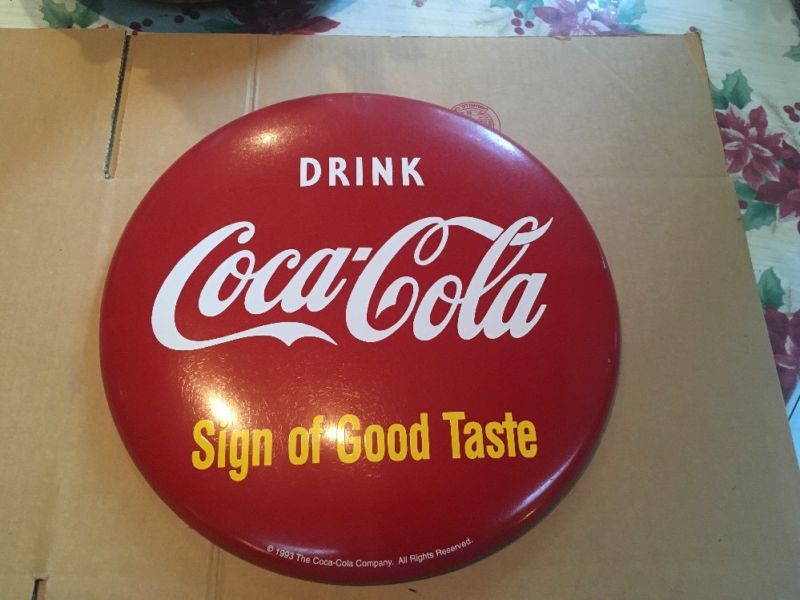 DRINK
Coca-Cola
Sign of Good Taste
© 1993 The Coca-Cola Company. All Rights Reserved.